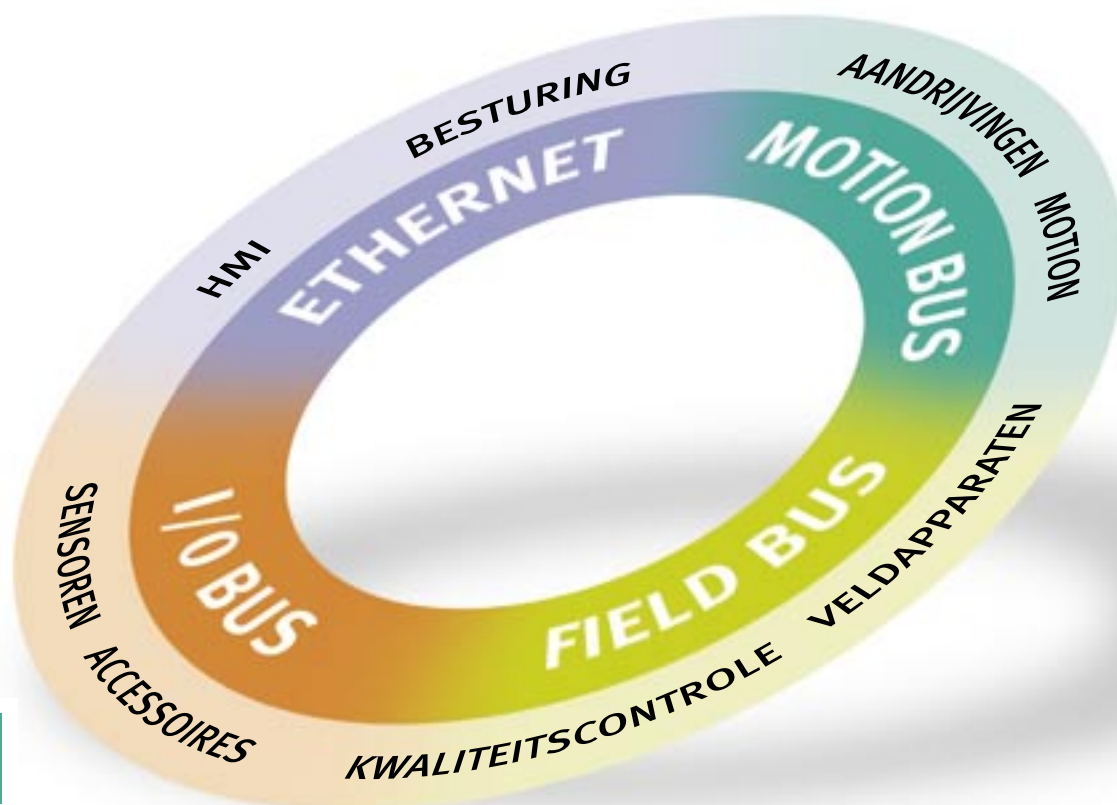 BESTURING
AANDRIJVINGEN
MOTION
HMI
ETHERNET
MOTION BUS
I/O BUS
FIELD BUS
SENSOREN
ACCESSOIRES
KWALITEITSCONTROLE
VELDAPPARATEN